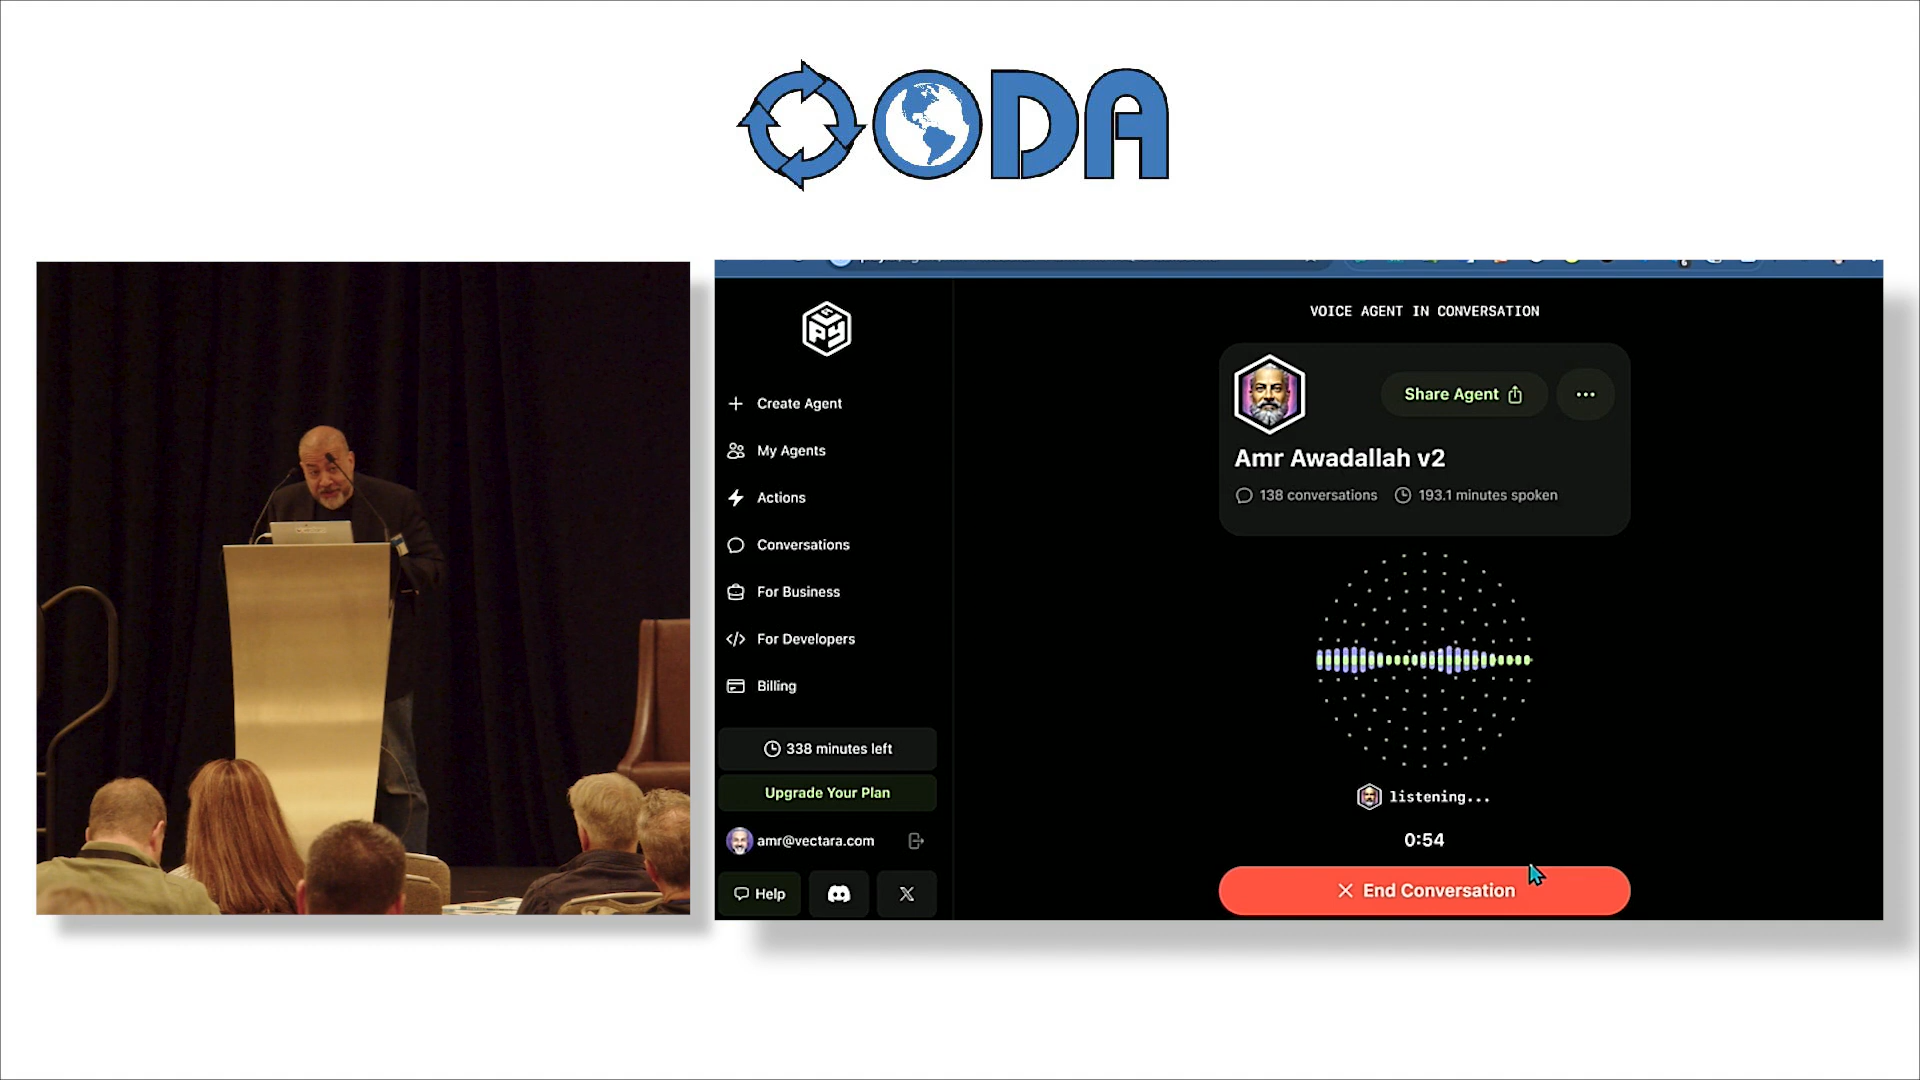 OODA
PLAY
VOICE AGENT IN CONVERSATION
Create Agent
My Agents
Actions
Conversations
For Business
For Developers
Billing
338 minutes left
Upgrade Your Plan
amr@vectara.com
Help
Share Agent
Amr Awadallah v2
138 conversations
193.1 minutes spoken
listening...
0:54
End Conversation